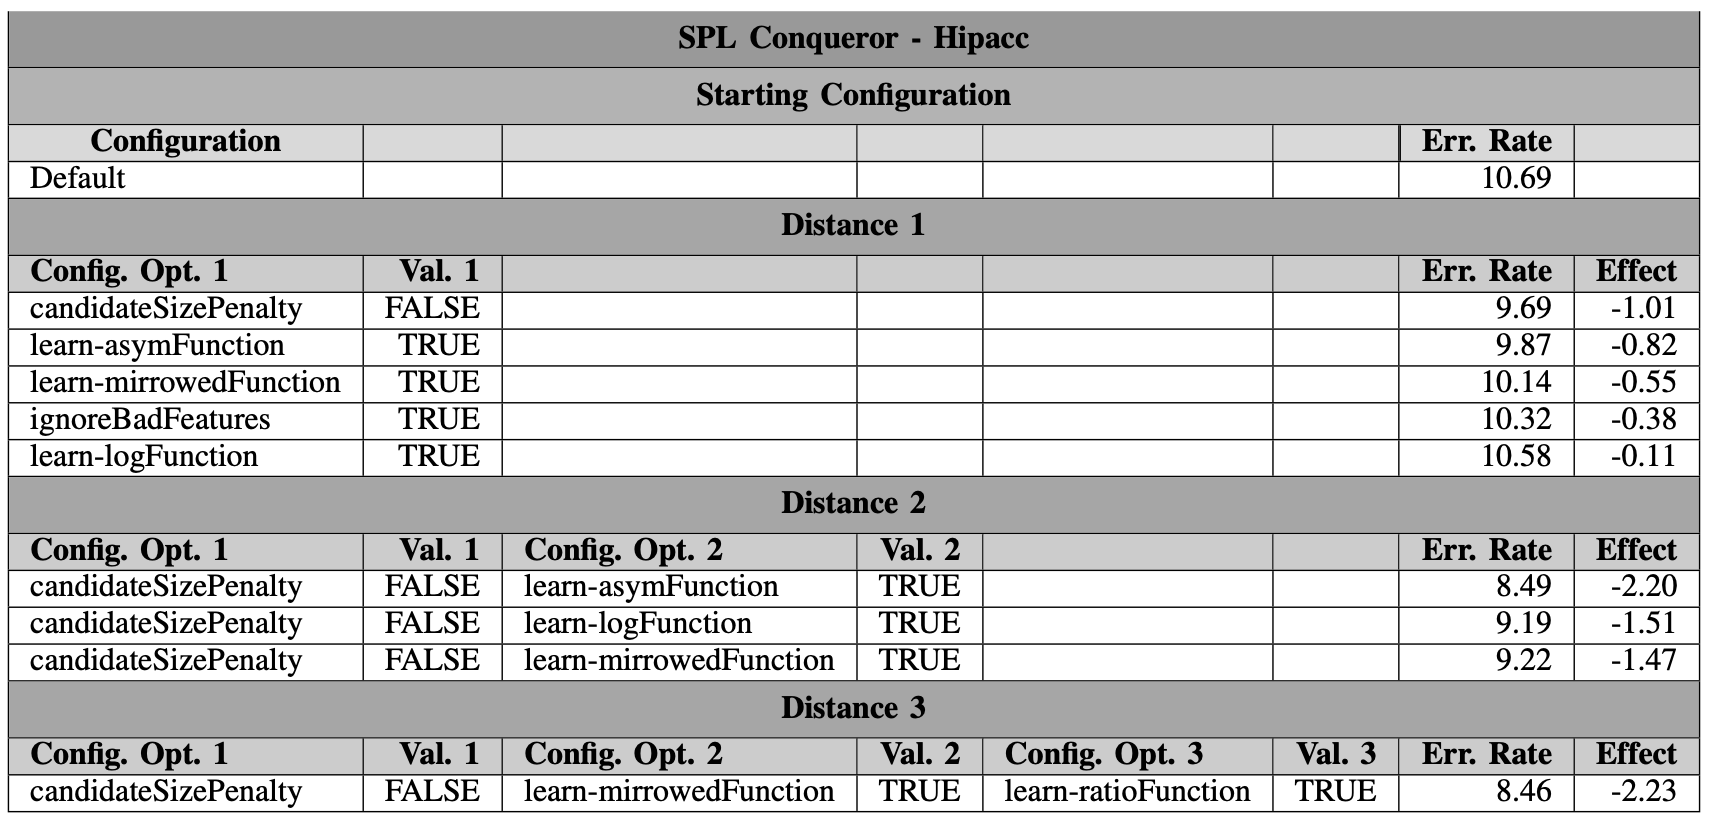 SPL Conqueror - Hipacc
Starting Configuration
Configuration Err. Rate
Default 10.69
Distance 1
Config. Opt. 1 Val. 1 Err. Rate Effect
candidateSizePenalty FALSE 9.69 -1.01
learn-asymFunction TRUE 9.87 -0.82
learn-mirrowedFunction TRUE 10.14 -0.55
ignoreBadFeatures TRUE 10.32 -0.38
learn-logFunction TRUE 10.58 -0.11
Distance 2
Config. Opt. 1 Val. 1 Config. Opt. 2 Val. 2 Err. Rate Effect
candidateSizePenalty FALSE learn-asymFunction TRUE 8.49 -2.20
candidateSizePenalty FALSE learn-logFunction TRUE 9.19 -1.51
candidateSizePenalty FALSE learn-mirrowedFunction TRUE 9.22 -1.47
Distance 3
Config. Opt. 1 Val. 1 Config. Opt. 2 Val. 2 Config. Opt. 3 Val. 3 Err. Rate Effect
candidateSizePenalty FALSE learn-mirrowedFunction TRUE learn-ratioFunction TRUE 8.46 -2.23